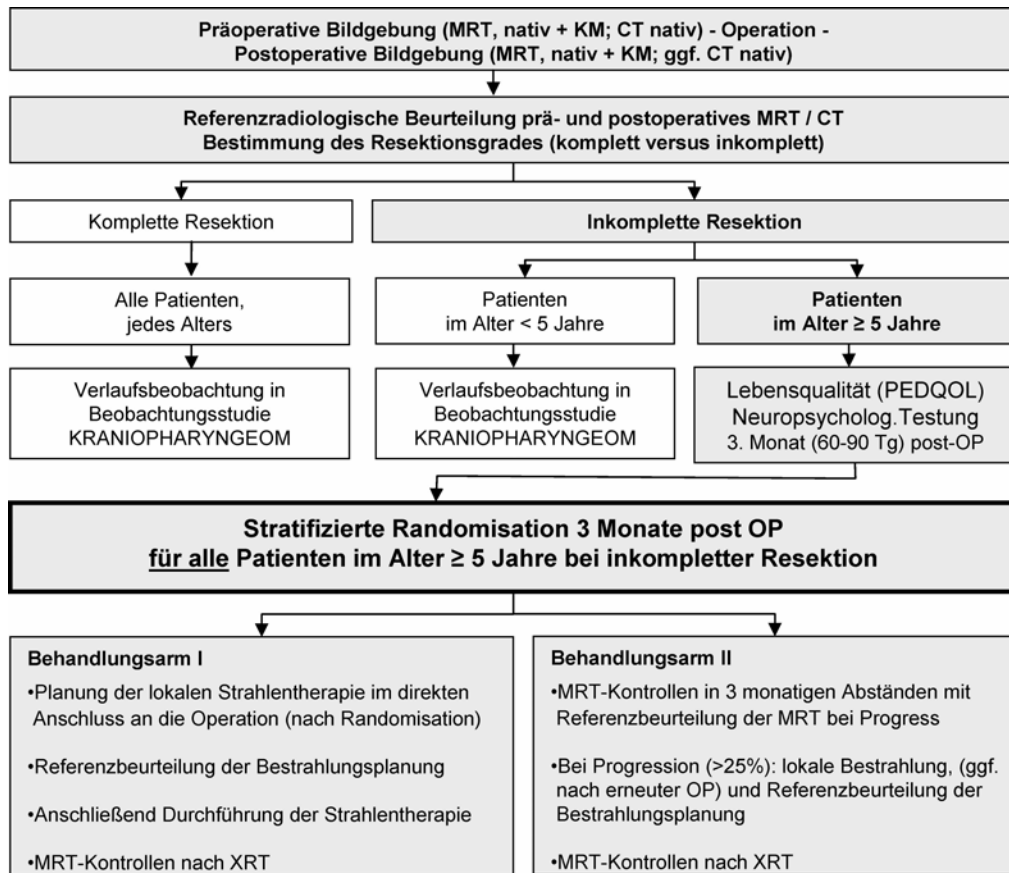 Präoperative Bildgebung (MRT, nativ + KM; CT nativ) - Operation -
Postoperative Bildgebung (MRT, nativ + KM; ggf. CT nativ)
Referenzradiologische Beurteilung prä- und postoperatives MRT / CT
Bestimmung des Resektionsgrades (komplett versus inkomplett)
Komplette Resektion
Inkomplette Resektion
Alle Patienten,
jedes Alters
Patienten
im Alter < 5 Jahre
Patienten
im Alter ≥ 5 Jahre
Verlaufsbeobachtung in
Beobachtungsstudie
KRANIOPHARYNGEOM
Verlaufsbeobachtung in
Beobachtungsstudie
KRANIOPHARYNGEOM
Lebensqualität (PEDQOL)
Neuropsycholog.Testung
3. Monat (60-90 Tg) post-OP
Stratifizierte Randomisation 3 Monate post OP
für alle Patienten im Alter ≥ 5 Jahre bei inkompletter Resektion
Behandlungsarm I
•Planung der lokalen Strahlentherapie im direkten
Anschluss an die Operation (nach Randomisation)
•Referenzbeurteilung der Bestrahlungsplanung
•Anschließend Durchführung der Strahlentherapie
•MRT-Kontrollen nach XRT
Behandlungsarm II
•MRT-Kontrollen in 3 monatigen Abständen mit
Referenzbeurteilung der MRT bei Progress
•Bei Progression (>25%): lokale Bestrahlung, (ggf.
nach erneuter OP) und Referenzbeurteilung der
Bestrahlungsplanung
•MRT-Kontrollen nach XRT